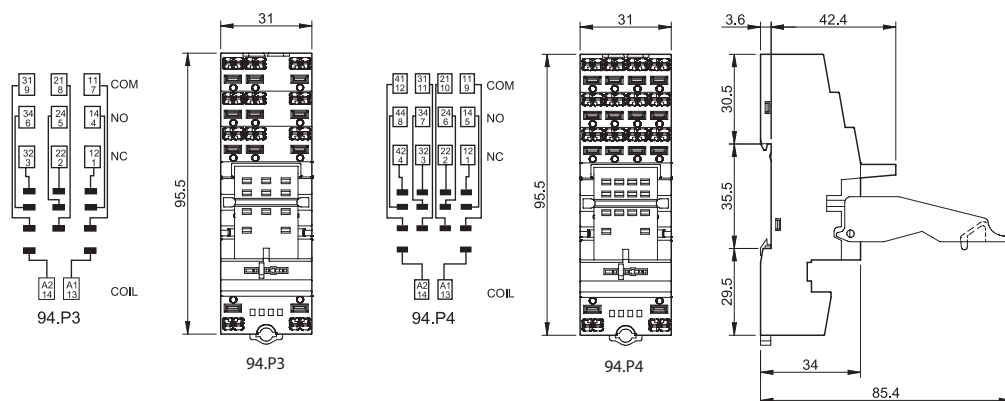 31 9
21 8
11 7
COM
34 6
24 5
14 4
NO
32 3
22 2
12 1
NC
A2 14
A1 13
COIL
94.P3
31
95.5
94.P3
41 12
31 11
21 10
11 9
COM
44 8
34 7
24 6
14 5
NO
42 4
32 3
22 2
12 1
NC
A2 14
A1 13
COIL
94.P4
31
95.5
94.P4
3.6
42.4
30.5
35.5
29.5
34
85.4